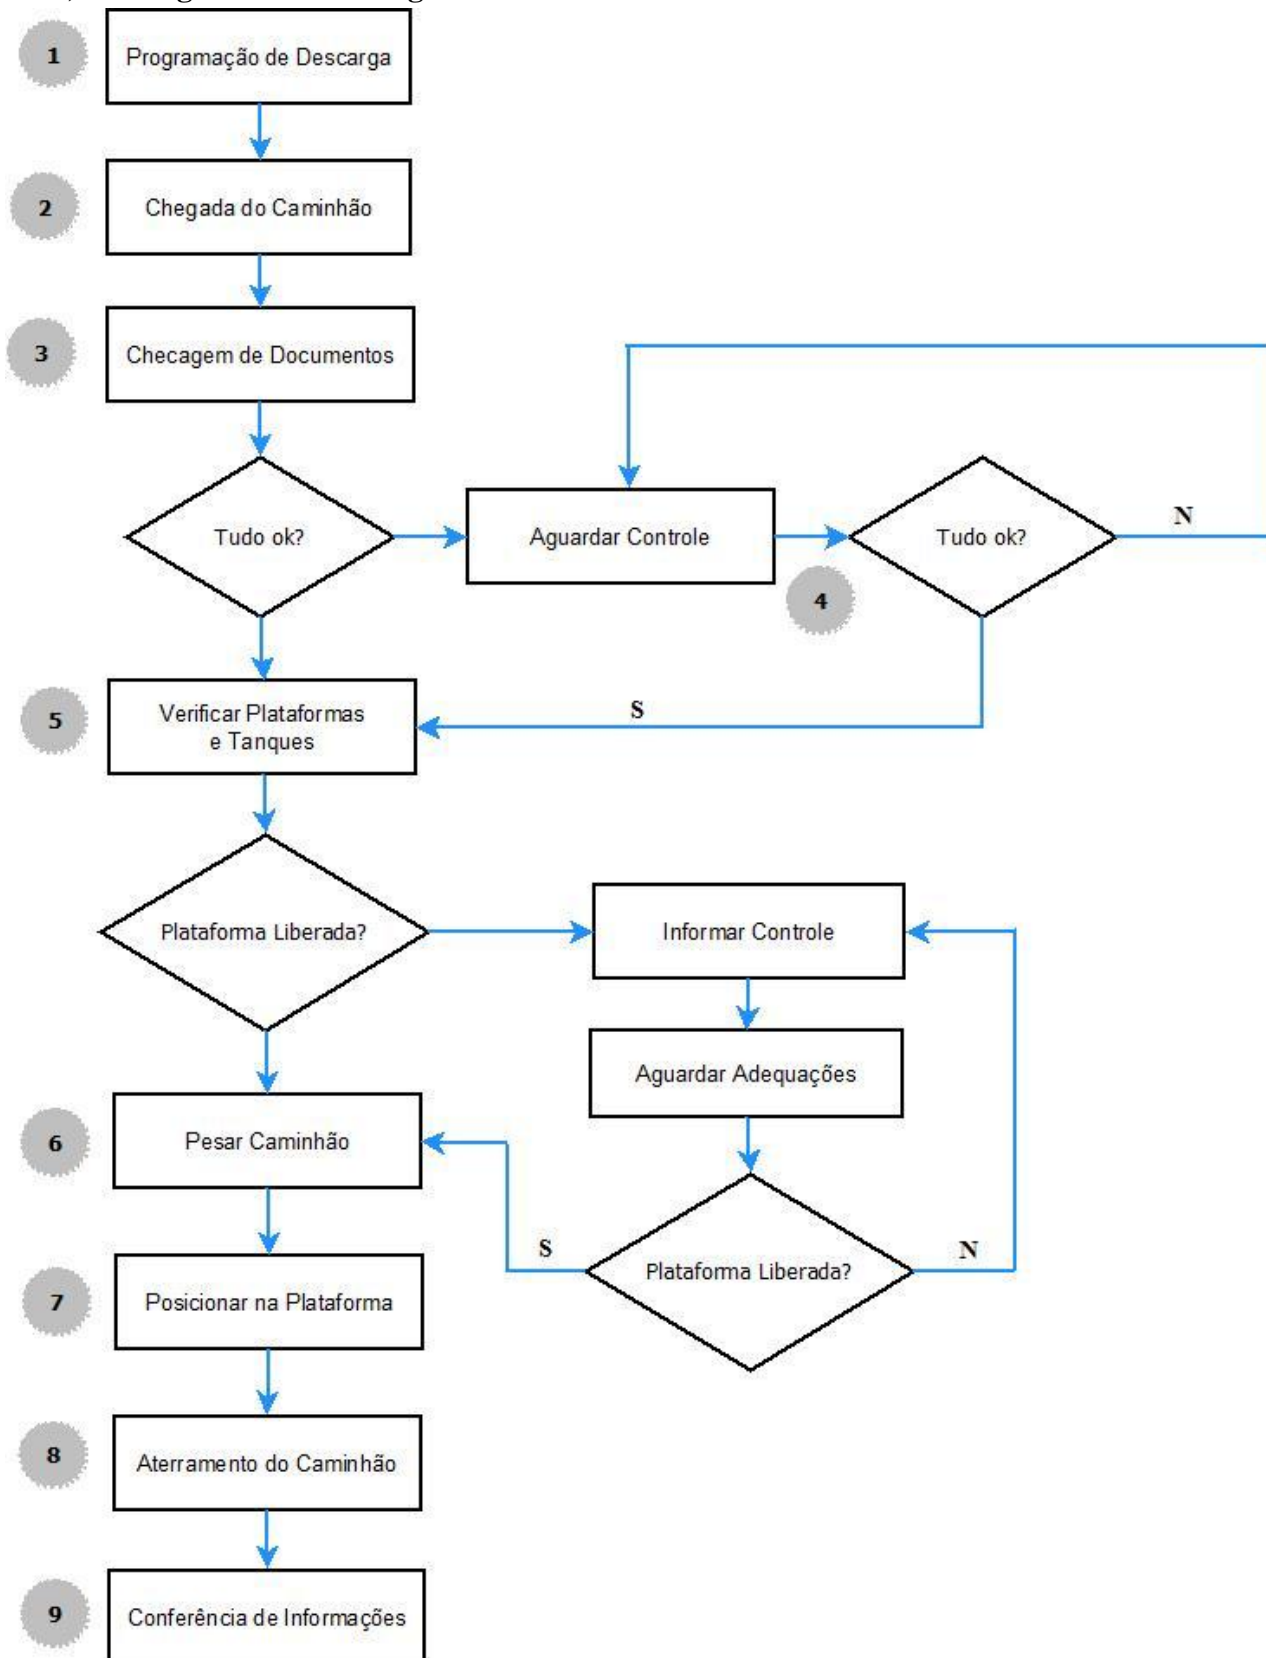 1
Programação de Descarga
2
Chegada do Caminhão
3
Checagem de Documentos
Tudo ok?
Aguardar Controle
4
Tudo ok?
N
5
Verificar Plataformas
e Tanques
S
Plataforma Liberada?
Informar Controle
Aguardar Adequações
6
Pesar Caminhão
S
Plataforma Liberada?
N
7
Posicionar na Plataforma
8
Aterramento do Caminhão
9
Conferência de Informações